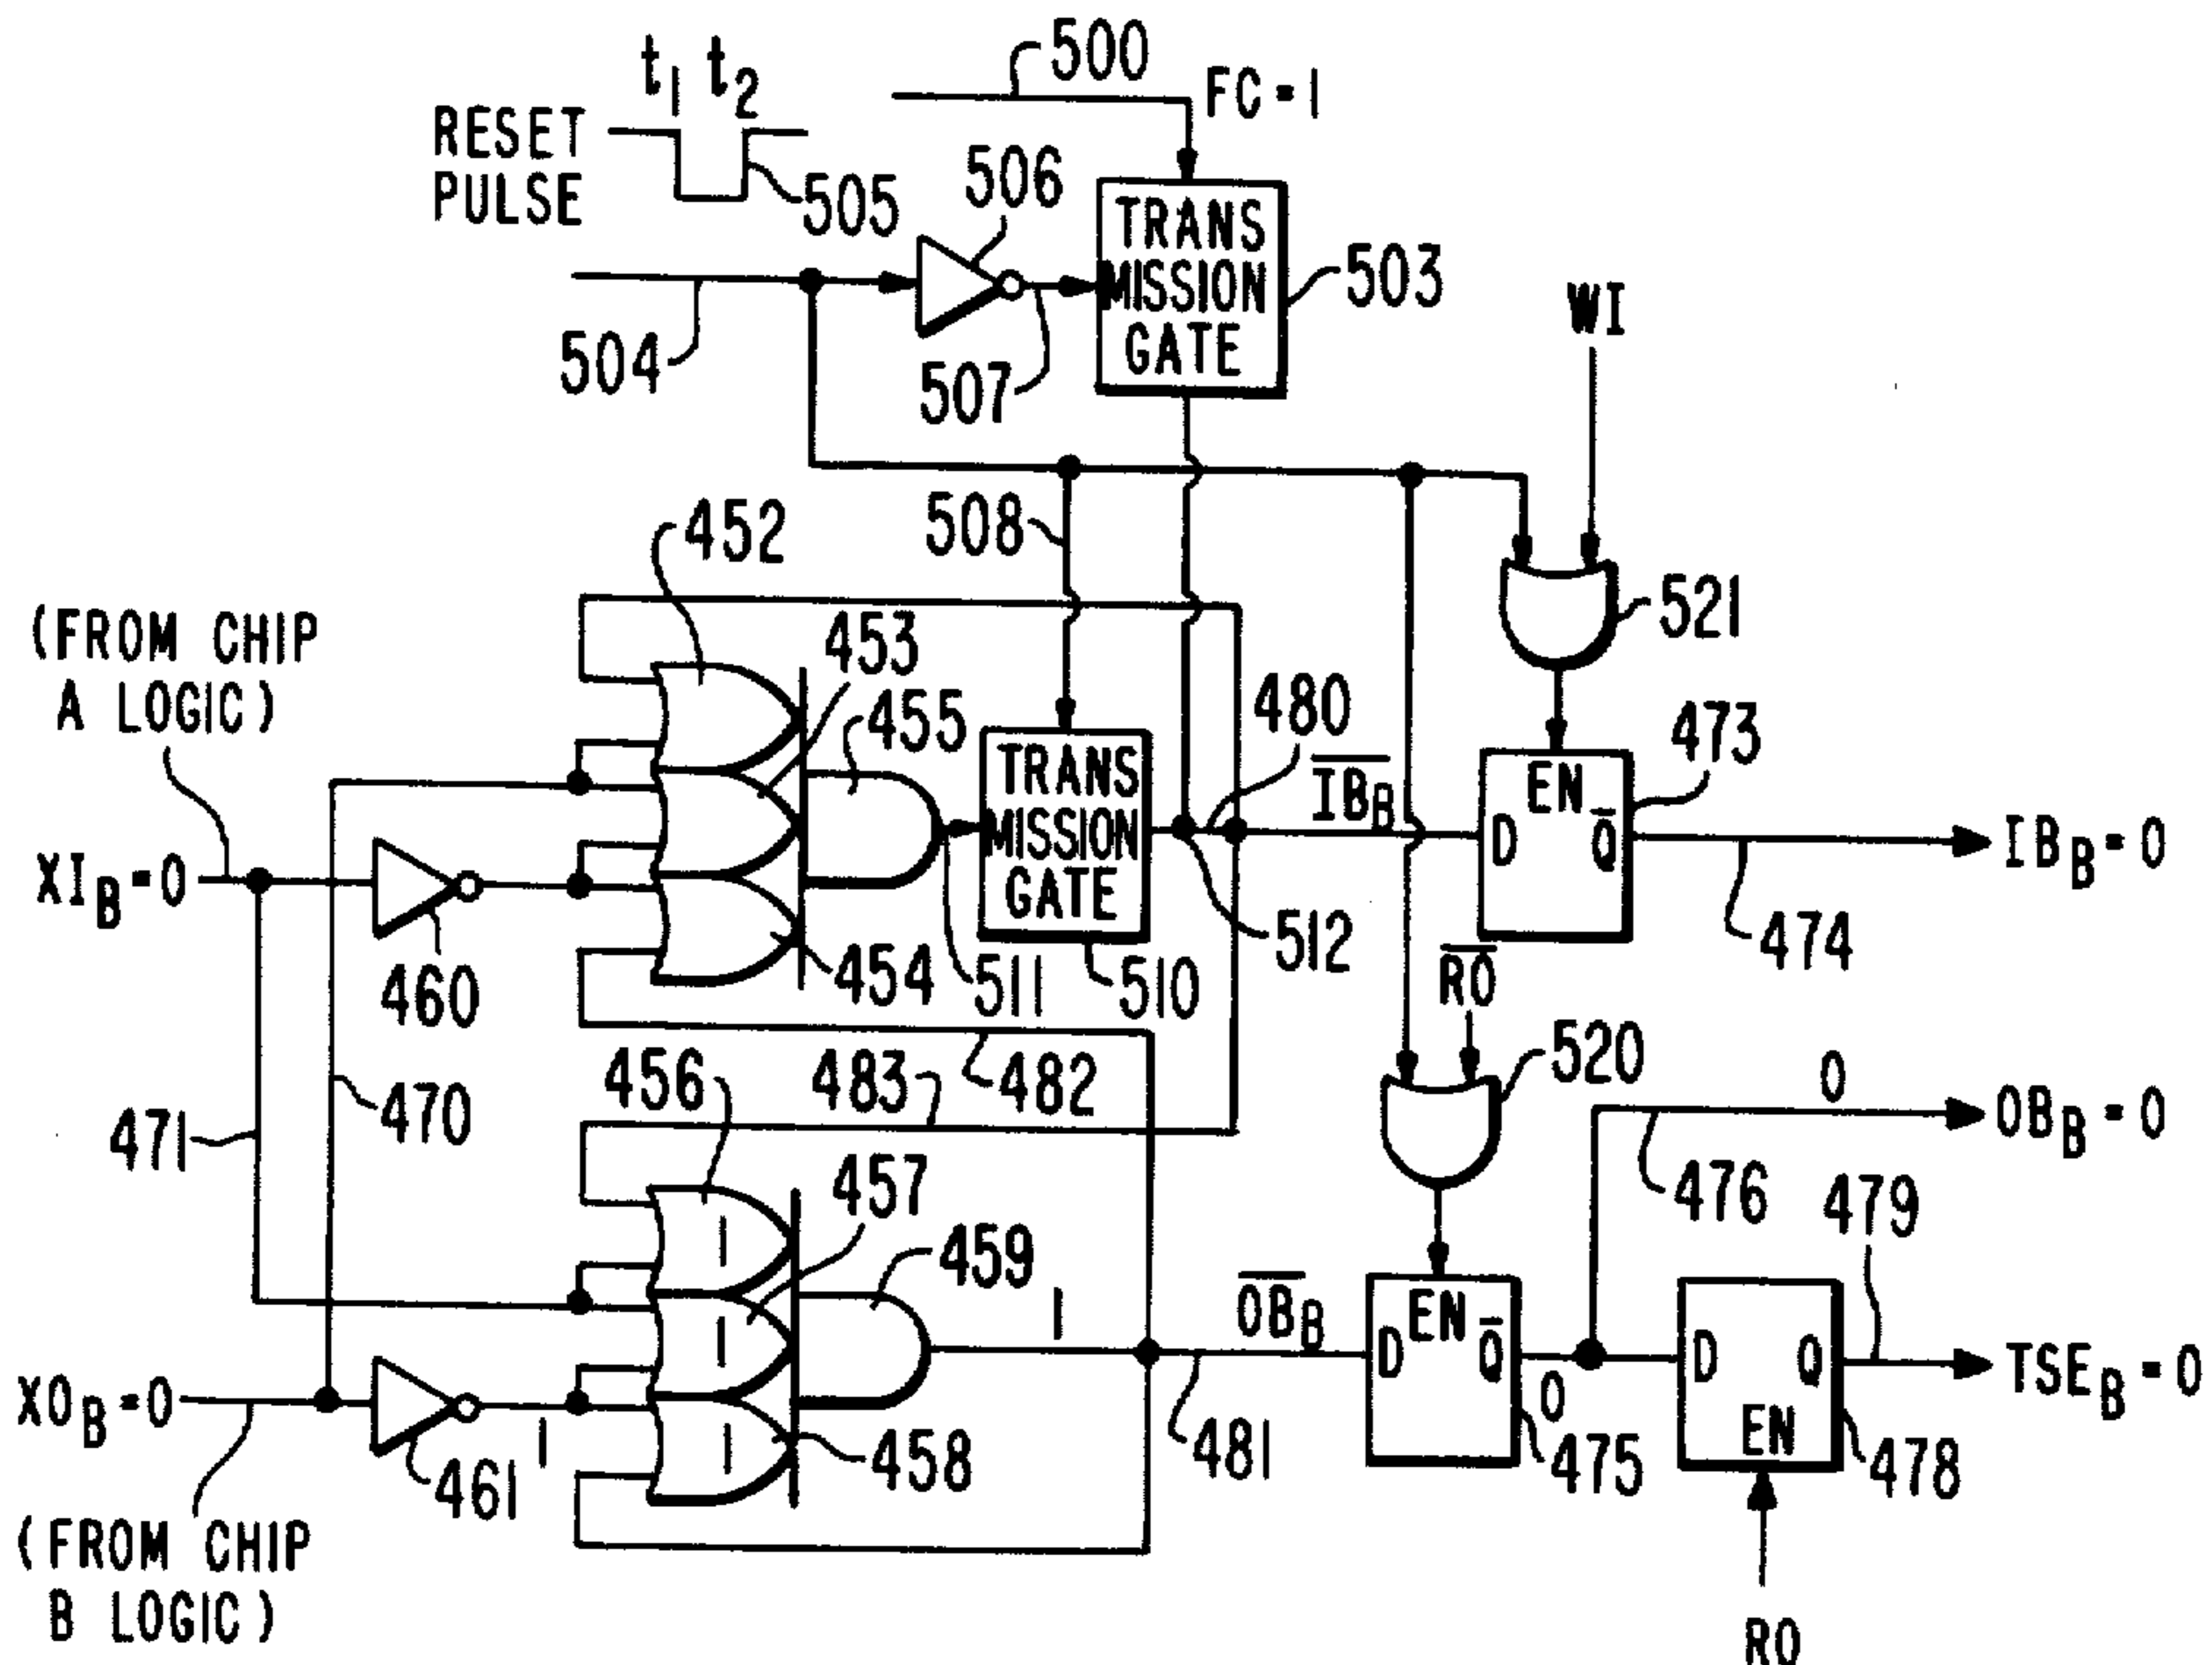 t1 t2
500
FC=1
RESET
PULSE
505
506
TRANS
MISSION
GATE
503
504
507
WI
508
452
521
(FROM CHIP
A LOGIC)
453
455
480
473
TRANS
MISSION
GATE
IBB
EN
D
Q
IBB=0
XIB=0
460
454
511
510
512
474
RO
520
456
483
482
470
471
0
OBB=0
457
459
476
479
1
1
1
OBB
EN
D
Q
D
Q
EN
TSEB=0
XOB=0
461
1
1
458
481
0
475
478
(FROM CHIP
B LOGIC)
RO